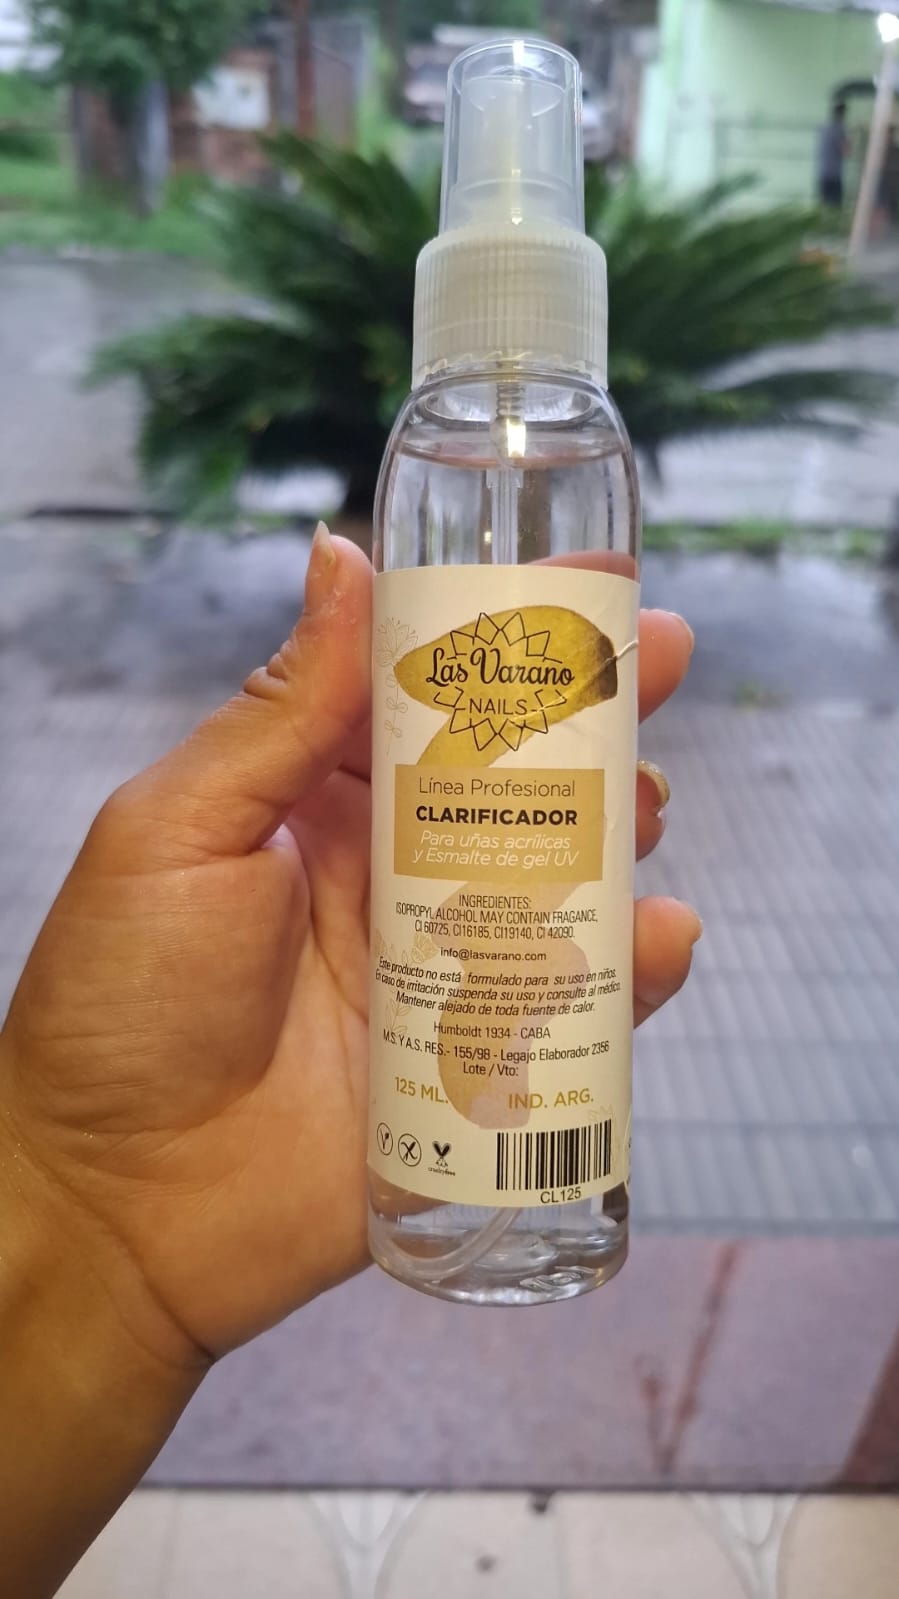 Las Varano
NAILS
Línea Profesional
CLARIFICADOR
Para uñas acrílicas
y Esmalte de gel UV
INGREDIENTES:
ISOPROPYL ALCOHOL MAY CONTAIN FRAGANCE,
CI 60725, CI16185, CI19140, CI 42090.
info@lasvarano.com
Este producto no está formulado para su uso en niños.
En caso de irritación suspenda su uso y consulte al médico.
Mantener alejado de toda fuente de calor.
Humboldt 1934 - CABA
M.S. Y A.S. RES.- 155/98 - Legajo Elaborador 2356
Lote / Vto:
125 ML. IND. ARG.
crueltyfree
CL125